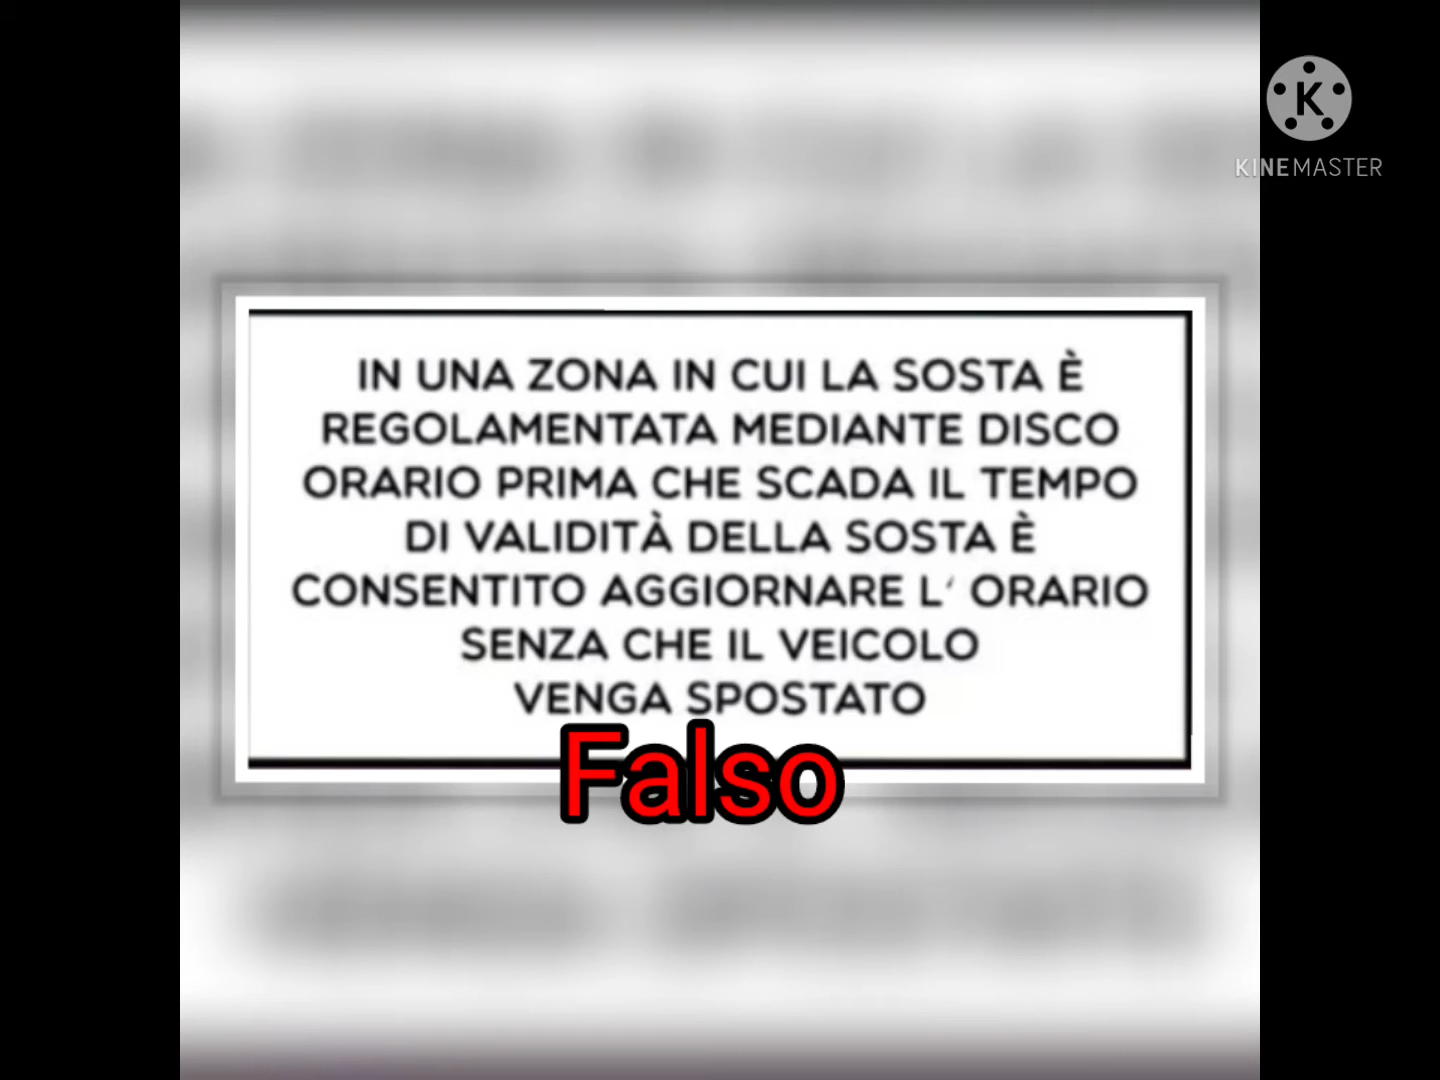 K
KINEMASTER
IN UNA ZONA IN CUI LA SOSTA È
REGOLAMENTATA MEDIANTE DISCO
ORARIO PRIMA CHE SCADA IL TEMPO
DI VALIDITÀ DELLA SOSTA È
CONSENTITO AGGIORNARE L' ORARIO
SENZA CHE IL VEICOLO
VENGA SPOSTATO
Falso